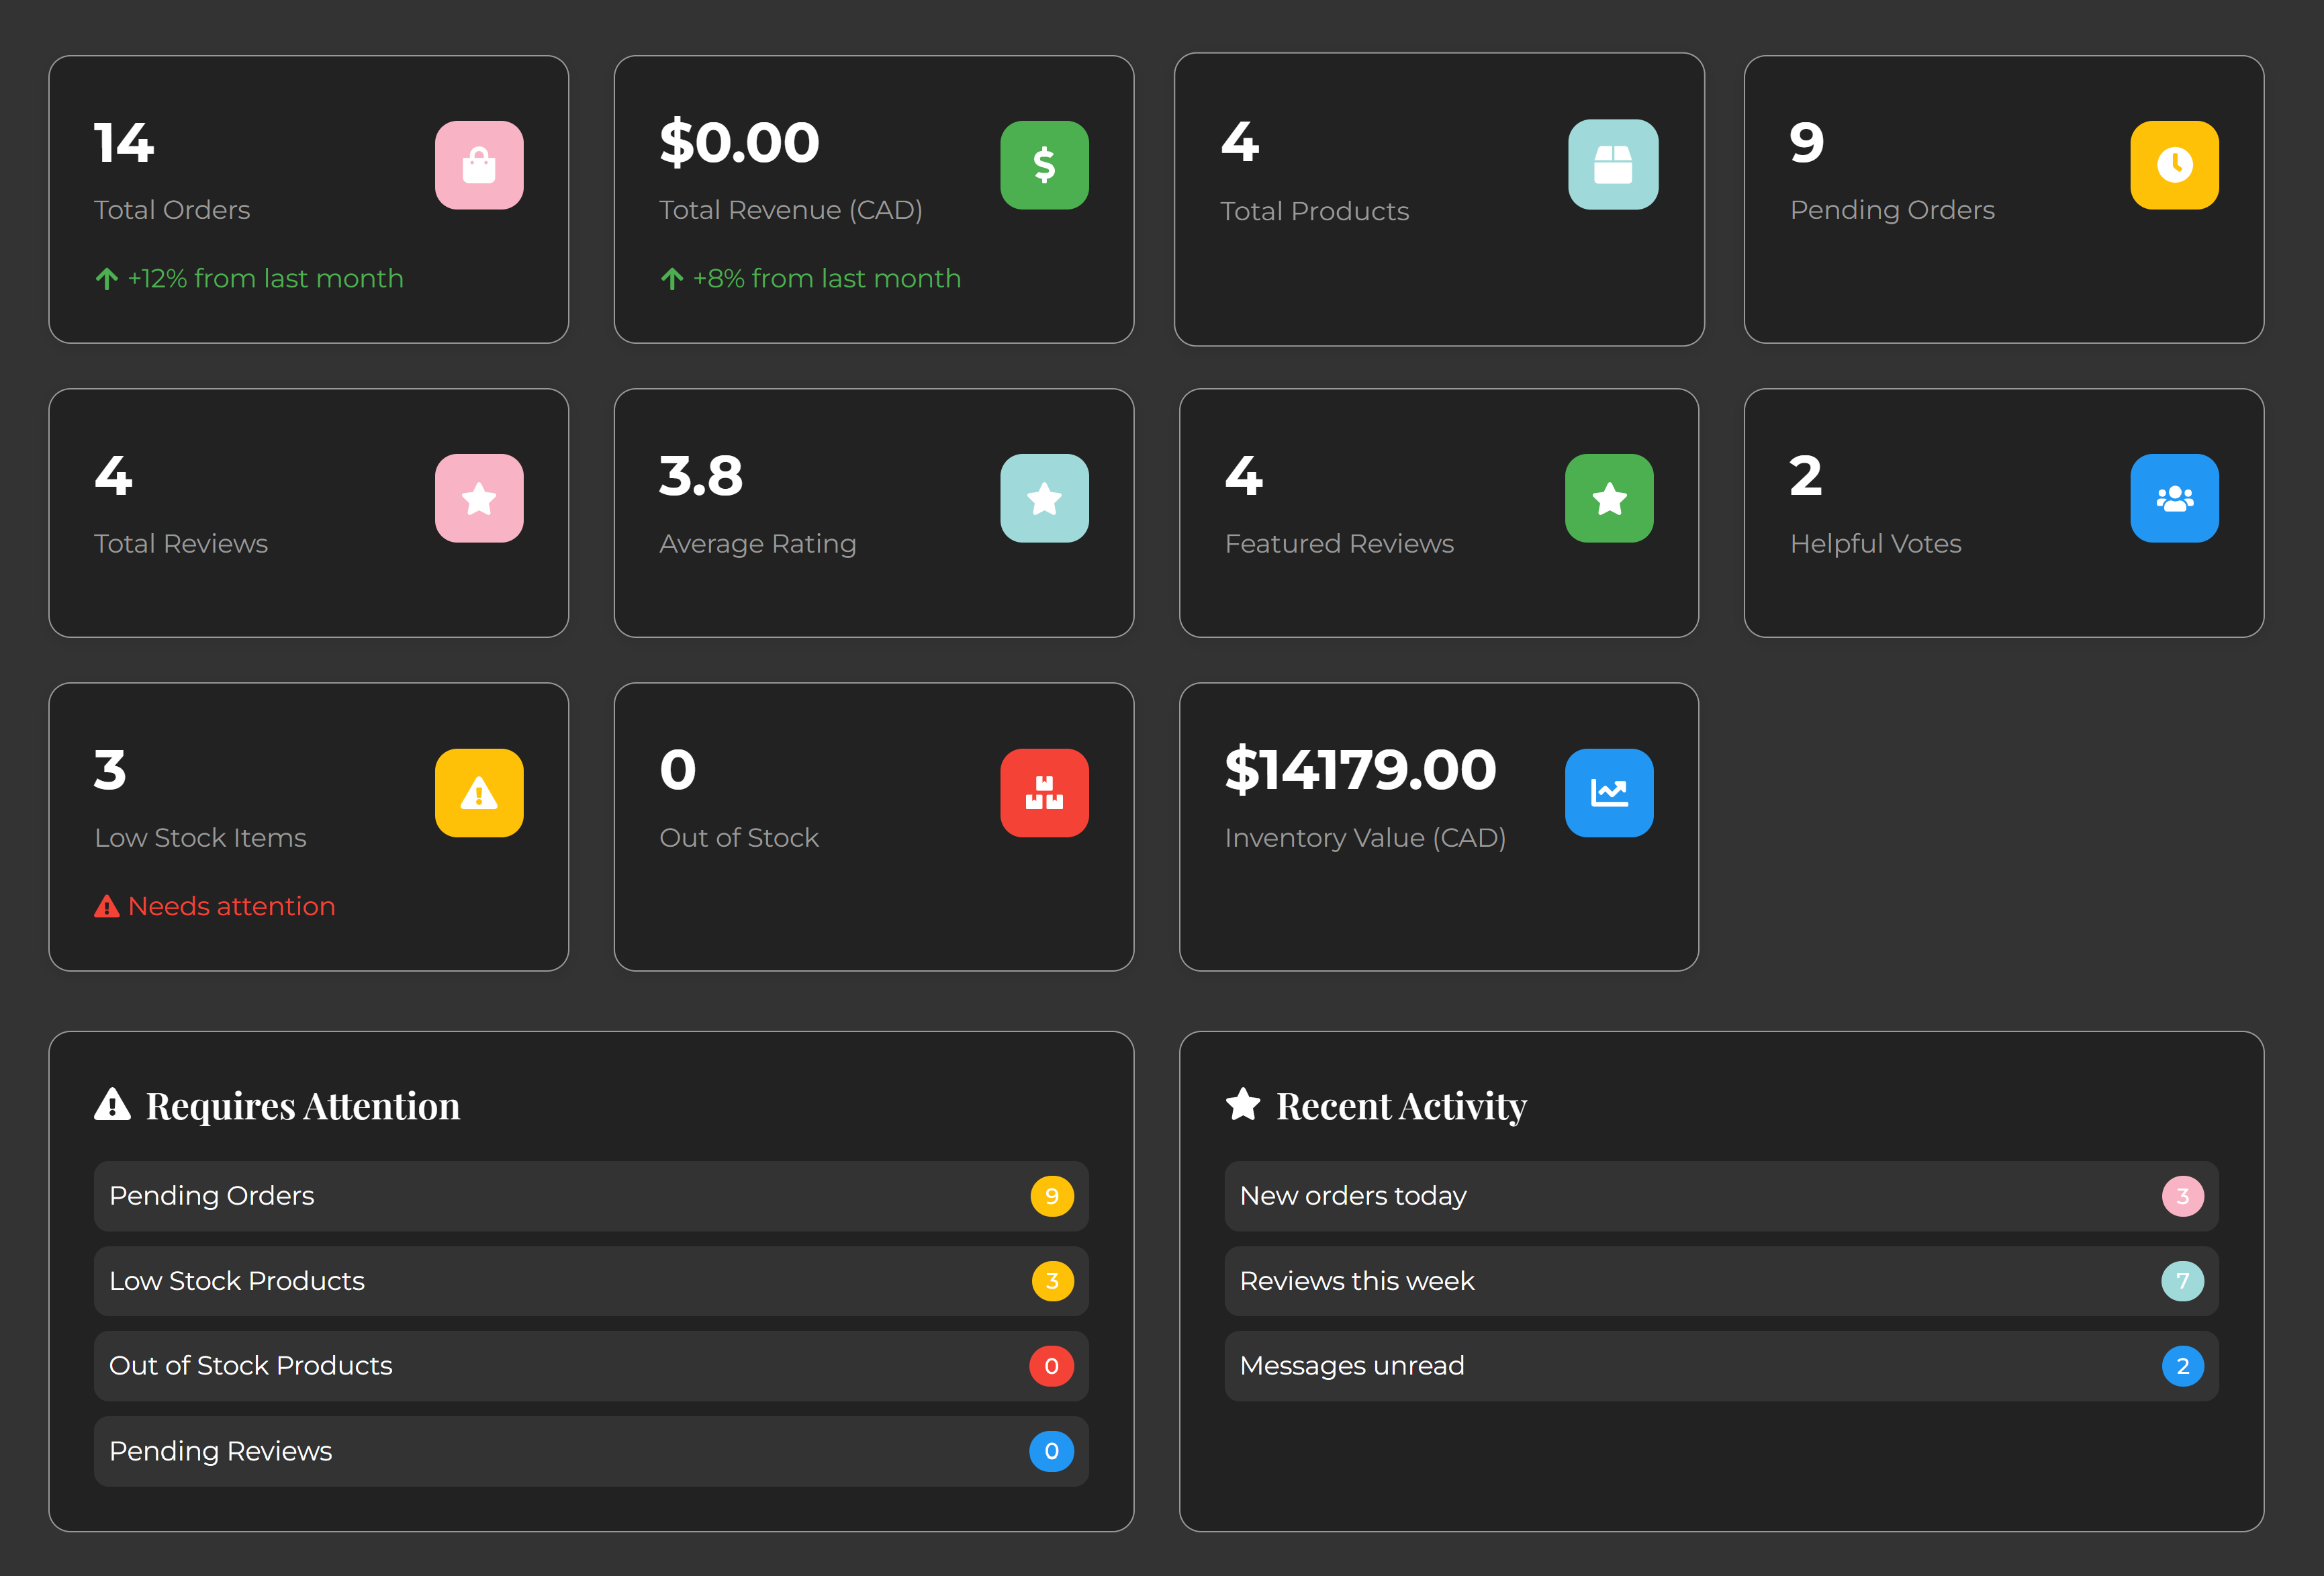 14
Total Orders
+12% from last month
$0.00
Total Revenue (CAD)
+8% from last month
4
Total Products
9
Pending Orders
4
Total Reviews
3.8
Average Rating
4
Featured Reviews
2
Helpful Votes
3
Low Stock Items
Needs attention
0
Out of Stock
$14179.00
Inventory Value (CAD)
Requires Attention
Pending Orders 9
Low Stock Products 3
Out of Stock Products 0
Pending Reviews 0
Recent Activity
New orders today 3
Reviews this week 7
Messages unread 2